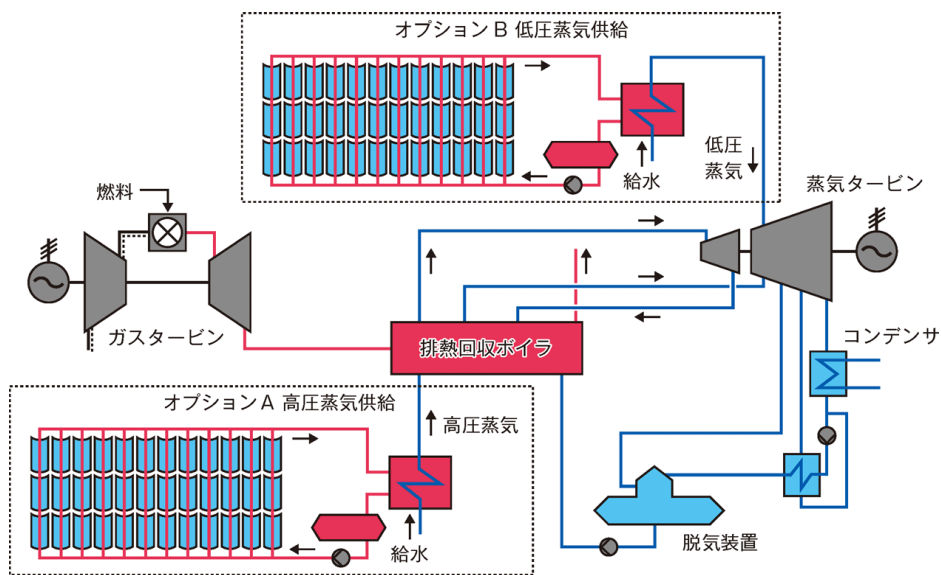 オプションB 低圧蒸気供給
低圧
蒸気
給水
燃料
蒸気タービン
ガスタービン
排熱回収ボイラ
コンデンサ
オプションA 高圧蒸気供給
高圧蒸気
給水
脱気装置